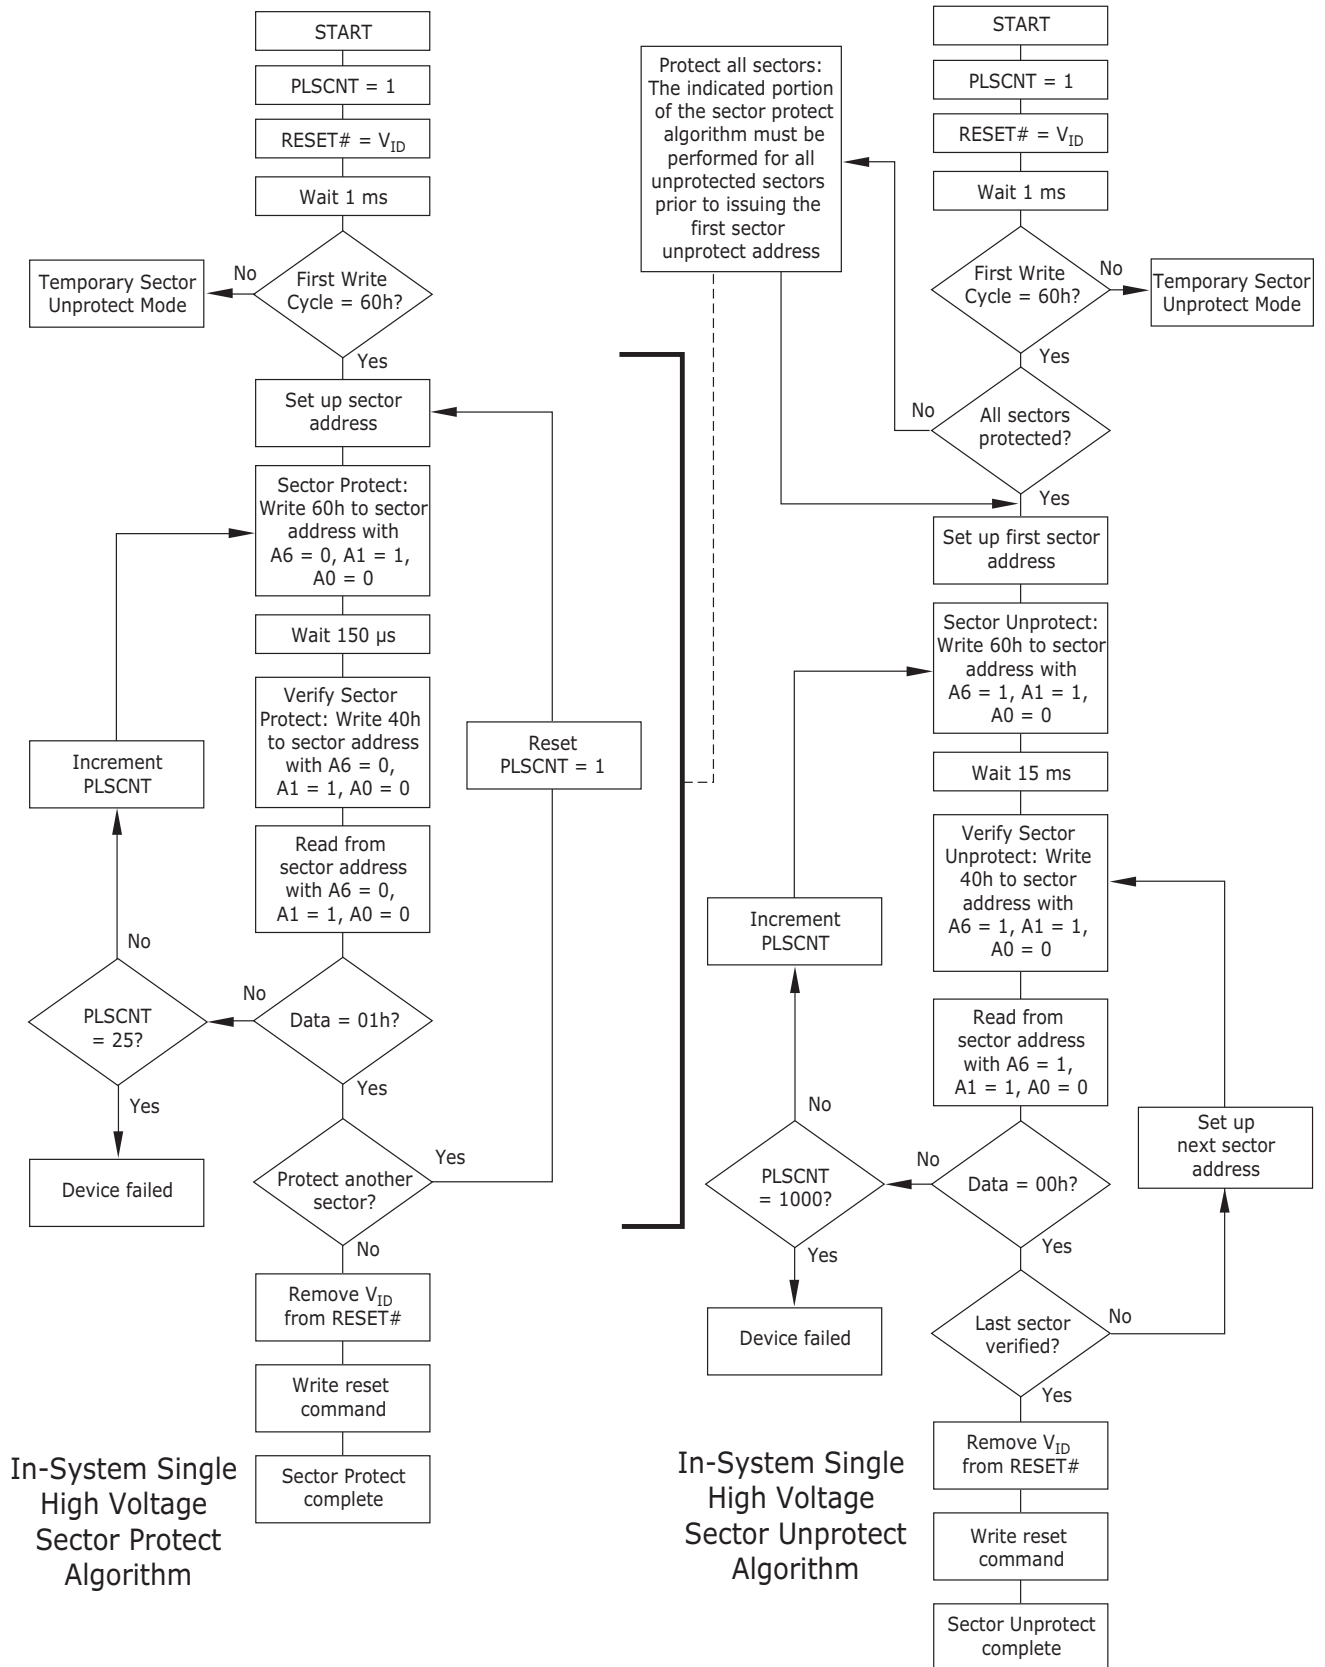 START
PLSCNT = 1
RESET# = VID
Wait 1 ms
First Write
Cycle = 60h?
No
Temporary Sector
Unprotect Mode
Yes
Set up sector
address
Sector Protect:
Write 60h to sector
address with
A6 = 0, A1 = 1,
A0 = 0
Wait 150 µs
Verify Sector
Protect: Write 40h
to sector address
with A6 = 0,
A1 = 1, A0 = 0
Reset
PLSCNT = 1
Increment
PLSCNT
Read from
sector address
with A6 = 0,
A1 = 1, A0 = 0
No
No
PLSCNT
= 25?
Data = 01h?
Yes
Yes
Device failed
Protect another
sector?
Yes
No
Remove VID
from RESET#
Write reset
command
Sector Protect
complete
In-System Single
High Voltage
Sector Protect
Algorithm
START
PLSCNT = 1
RESET# = VID
Wait 1 ms
Protect all sectors:
The indicated portion
of the sector protect
algorithm must be
performed for all
unprotected sectors
prior to issuing the
first sector
unprotect address
First Write
Cycle = 60h?
No
Temporary Sector
Unprotect Mode
Yes
No
All sectors
protected?
Yes
Set up first sector
address
Sector Unprotect:
Write 60h to sector
address with
A6 = 1, A1 = 1,
A0 = 0
Wait 15 ms
Verify Sector
Unprotect: Write
40h to sector
address with
A6 = 1, A1 = 1,
A0 = 0
Increment
PLSCNT
Read from
sector address
with A6 = 1,
A1 = 1, A0 = 0
No
Set up
next sector
address
No
PLSCNT
= 1000?
Data = 00h?
Yes
Yes
Device failed
Last sector
verified?
No
Yes
Remove VID
from RESET#
Write reset
command
Sector Unprotect
complete
In-System Single
High Voltage
Sector Unprotect
Algorithm